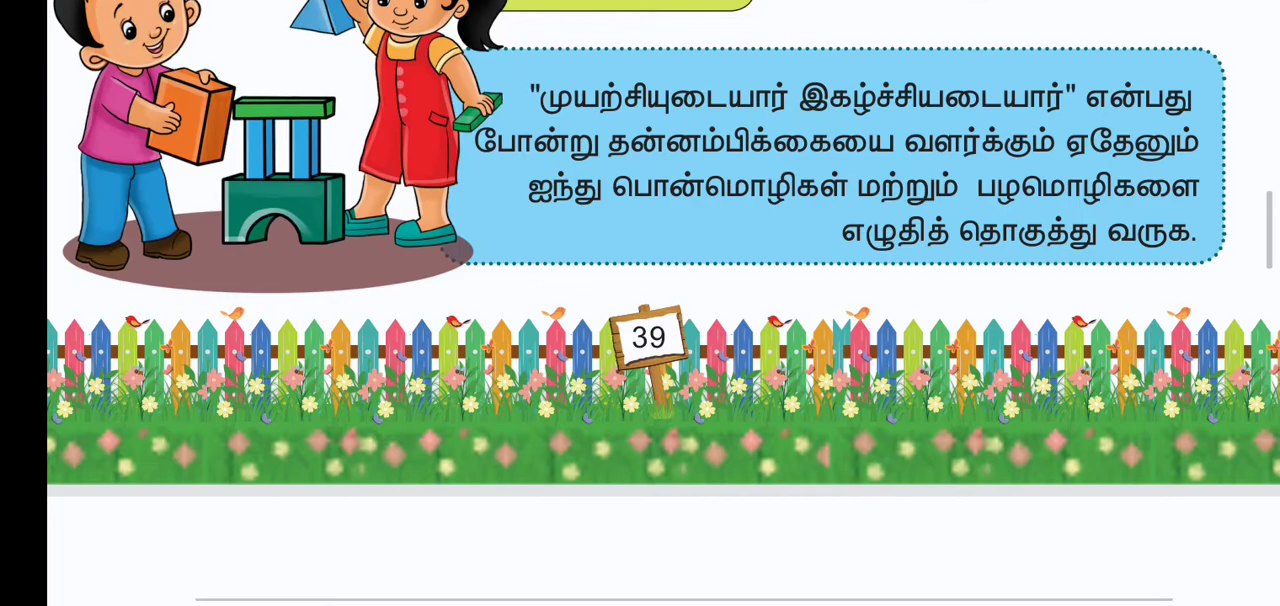 "முயற்சியுடையார் இகழ்ச்சியடையார்" என்பது
போன்று தன்னம்பிக்கையை வளர்க்கும் ஏதேனும்
ஐந்து பொன்மொழிகள் மற்றும் பழமொழிகளை
எழுதித் தொகுத்து வருக.
39